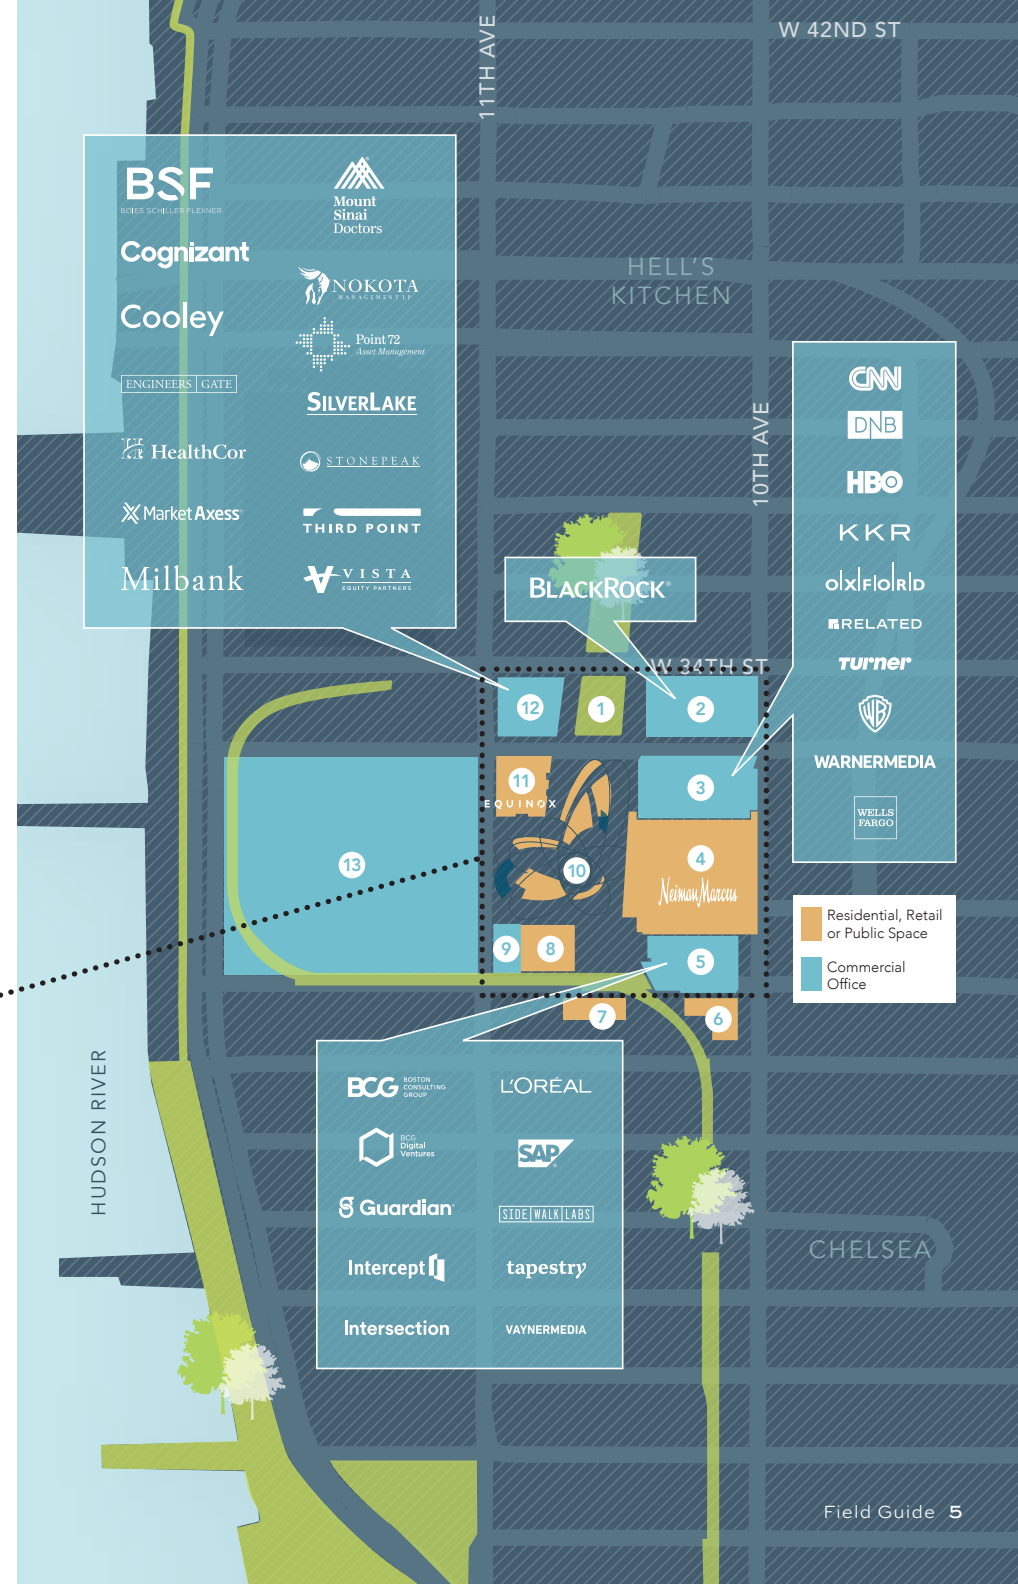 11TH AVE
W 42ND ST
BSF
BOIES SCHILLER FLEXNER
Cognizant
Cooley
ENGINEERS GATE
HealthCor
MarketAxess®
Milbank
Mount
Sinai
Doctors
NOKOTA
MANAGEMENT LP
Point72
Asset Management
SILVERLAKE
STONEPEAK
THIRD POINT
VISTA
EQUITY PARTNERS
HELL'S
KITCHEN
10TH AVE
CNN
DNB
HBO
KKR
OXFORD
RELATED
Turner
WB
WARNERMEDIA
WELLS
FARGO
BLACKROCK®
W 34TH ST
12
1
2
11
EQUINOX
3
13
10
4
Neiman Marcus
9
8
5
7
6
Residential, Retail
or Public Space
Commercial
Office
HUDSON RIVER
BCG
BOSTON
CONSULTING
GROUP
BCG
Digital
Ventures
Guardian®
Intercept
Intersection
L'ORÉAL
SAP
SIDE WALK LABS
tapestry
VAYNERMEDIA
CHELSEA
Field Guide 5